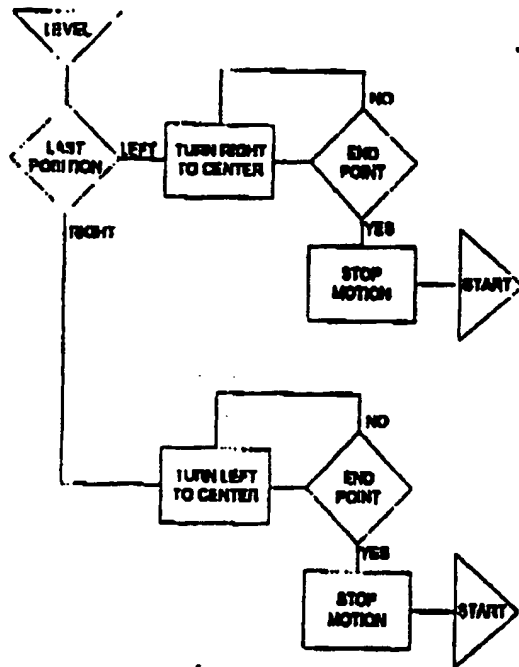 LEVEL
LAST
POSITION
LEFT
TURN RIGHT
TO CENTER
NO
END
POINT
YES
STOP
MOTION
START
RIGHT
NO
TURN LEFT
TO CENTER
END
POINT
YES
STOP
MOTION
START